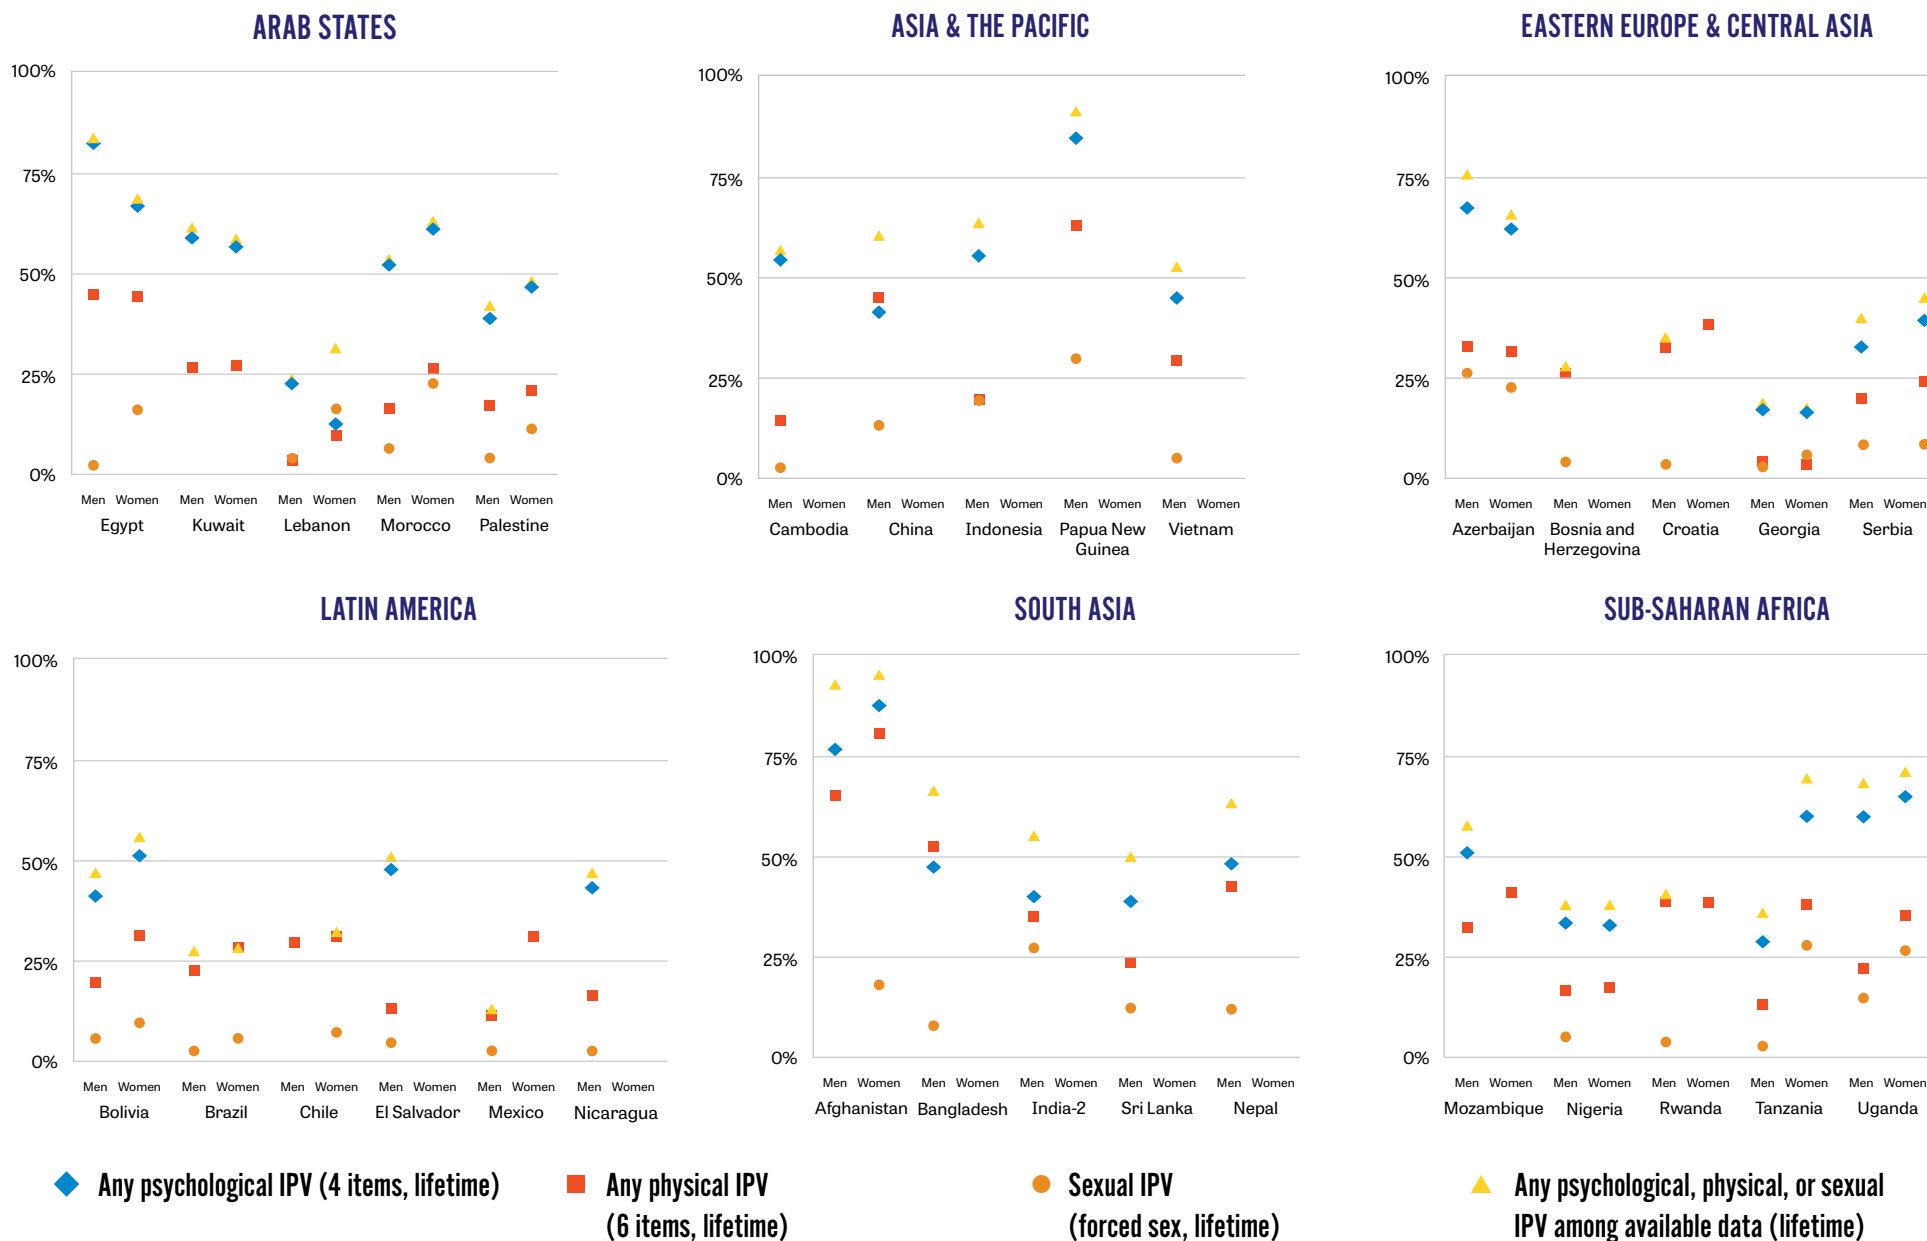 ARAB STATES
100%
75%
50%
25%
0%
Men Women Men Women Men Women Men Women Men Women
Egypt Kuwait Lebanon Morocco Palestine
ASIA & THE PACIFIC
100%
75%
50%
25%
0%
Men Women Men Women Men Women Men Women Men Women
Cambodia China Indonesia Papua New Vietnam
Guinea
EASTERN EUROPE & CENTRAL ASIA
100%
75%
50%
25%
0%
Men Women Men Women Men Women Men Women Men Women
Azerbaijan Bosnia and Croatia Georgia Serbia
Herzegovina
LATIN AMERICA
100%
75%
50%
25%
0%
Men Women Men Women Men Women Men Women Men Women Men Women
Bolivia Brazil Chile El Salvador Mexico Nicaragua
SOUTH ASIA
100%
75%
50%
25%
0%
Men Women Men Women Men Women Men Women Men Women
Afghanistan Bangladesh India-2 Sri Lanka Nepal
SUB-SAHARAN AFRICA
100%
75%
50%
25%
0%
Men Women Men Women Men Women Men Women Men Women
Mozambique Nigeria Rwanda Tanzania Uganda
Any psychological IPV (4 items, lifetime)
Any physical IPV
(6 items, lifetime)
Sexual IPV
(forced sex, lifetime)
Any psychological, physical, or sexual
IPV among available data (lifetime)